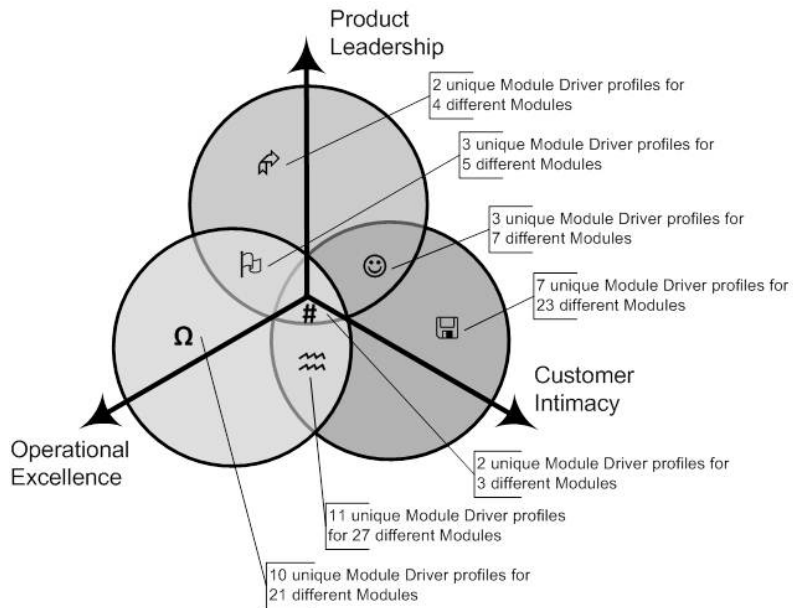 Product
Leadership
2 unique Module Driver profiles for
4 different Modules
3 unique Module Driver profiles for
5 different Modules
3 unique Module Driver profiles for
7 different Modules
7 unique Module Driver profiles for
23 different Modules
#
Ω
Customer
Intimacy
Operational
Excellence
2 unique Module Driver profiles for
3 different Modules
11 unique Module Driver profiles
for 27 different Modules
10 unique Module Driver profiles for
21 different Modules